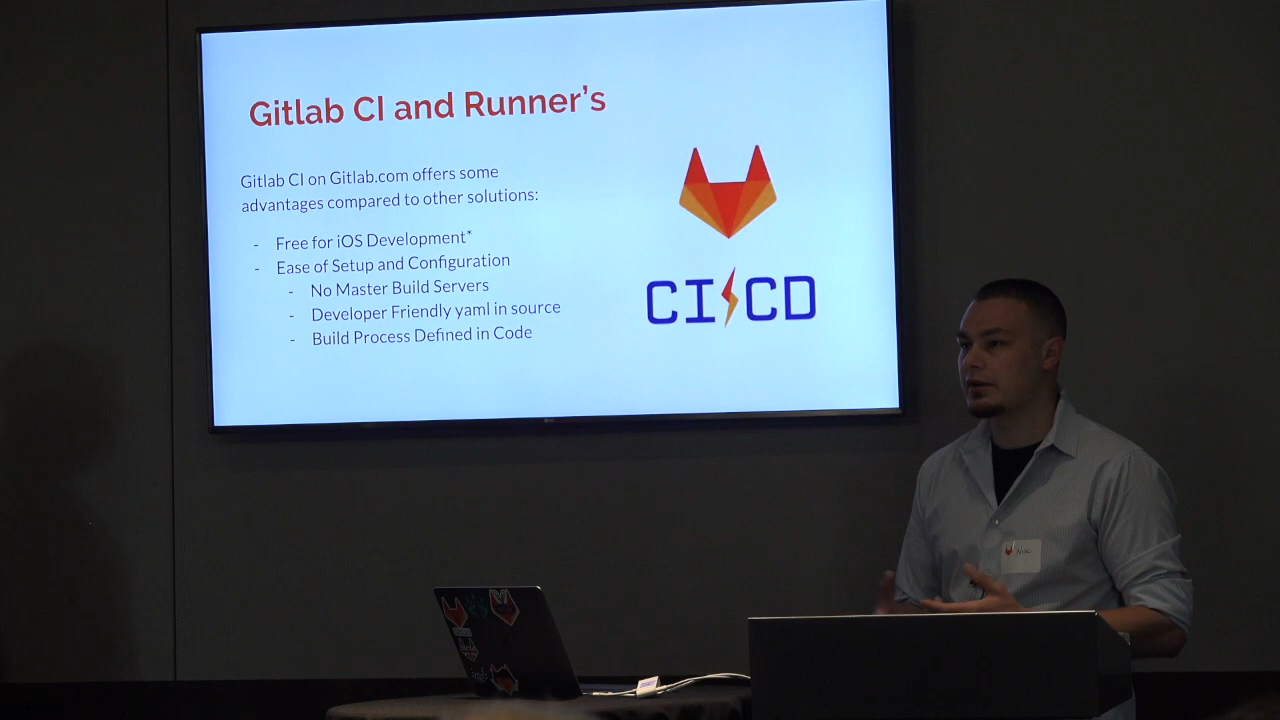 Gitlab CI and Runner's
Gitlab CI on Gitlab.com offers some
advantages compared to other solutions:
- Free for iOS Development*
- Ease of Setup and Configuration
- No Master Build Servers
- Developer Friendly yaml in source
- Build Process Defined in Code
CI CD